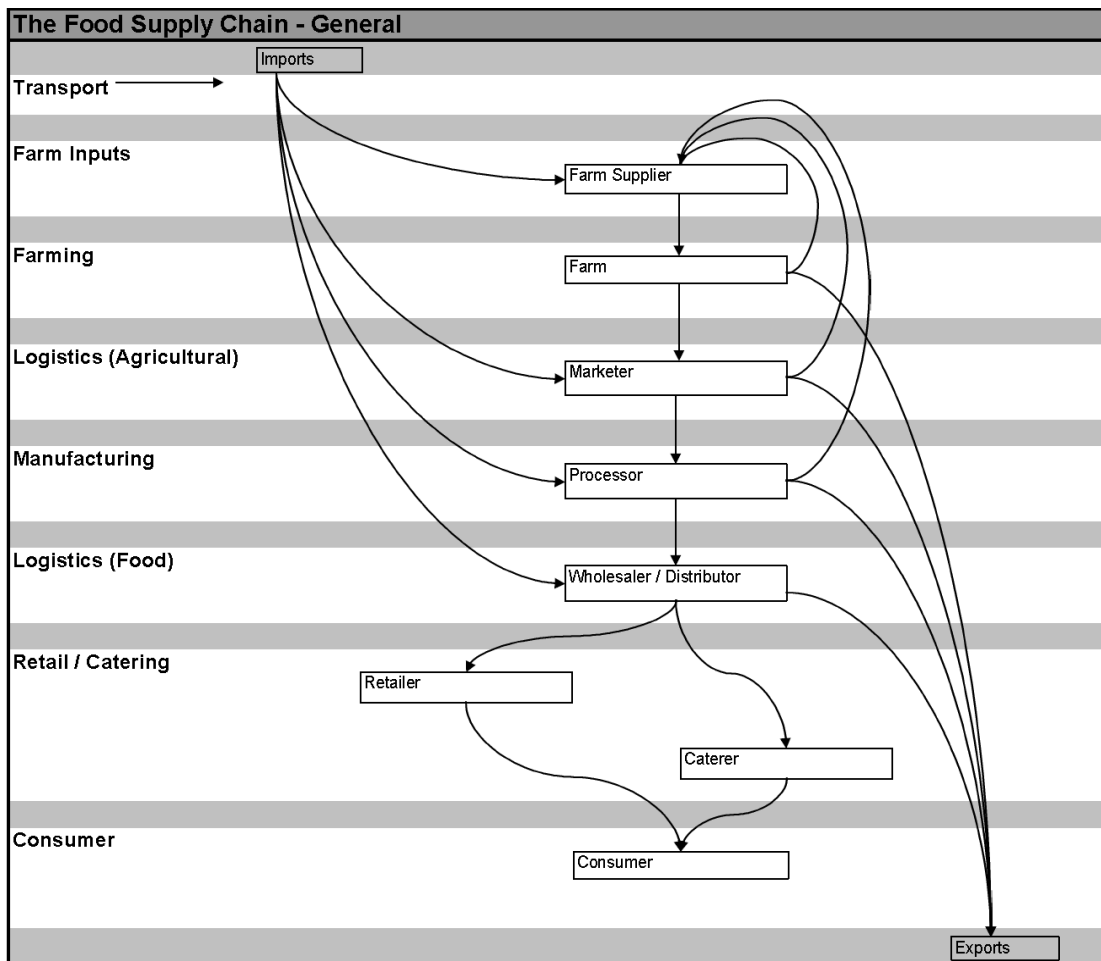 The Food Supply Chain - General
Imports
Transport
Farm Inputs
Farm Supplier
Farming
Farm
Logistics (Agricultural)
Marketer
Manufacturing
Processor
Logistics (Food)
Wholesaler / Distributor
Retail / Catering
Retailer
Caterer
Consumer
Consumer
Exports